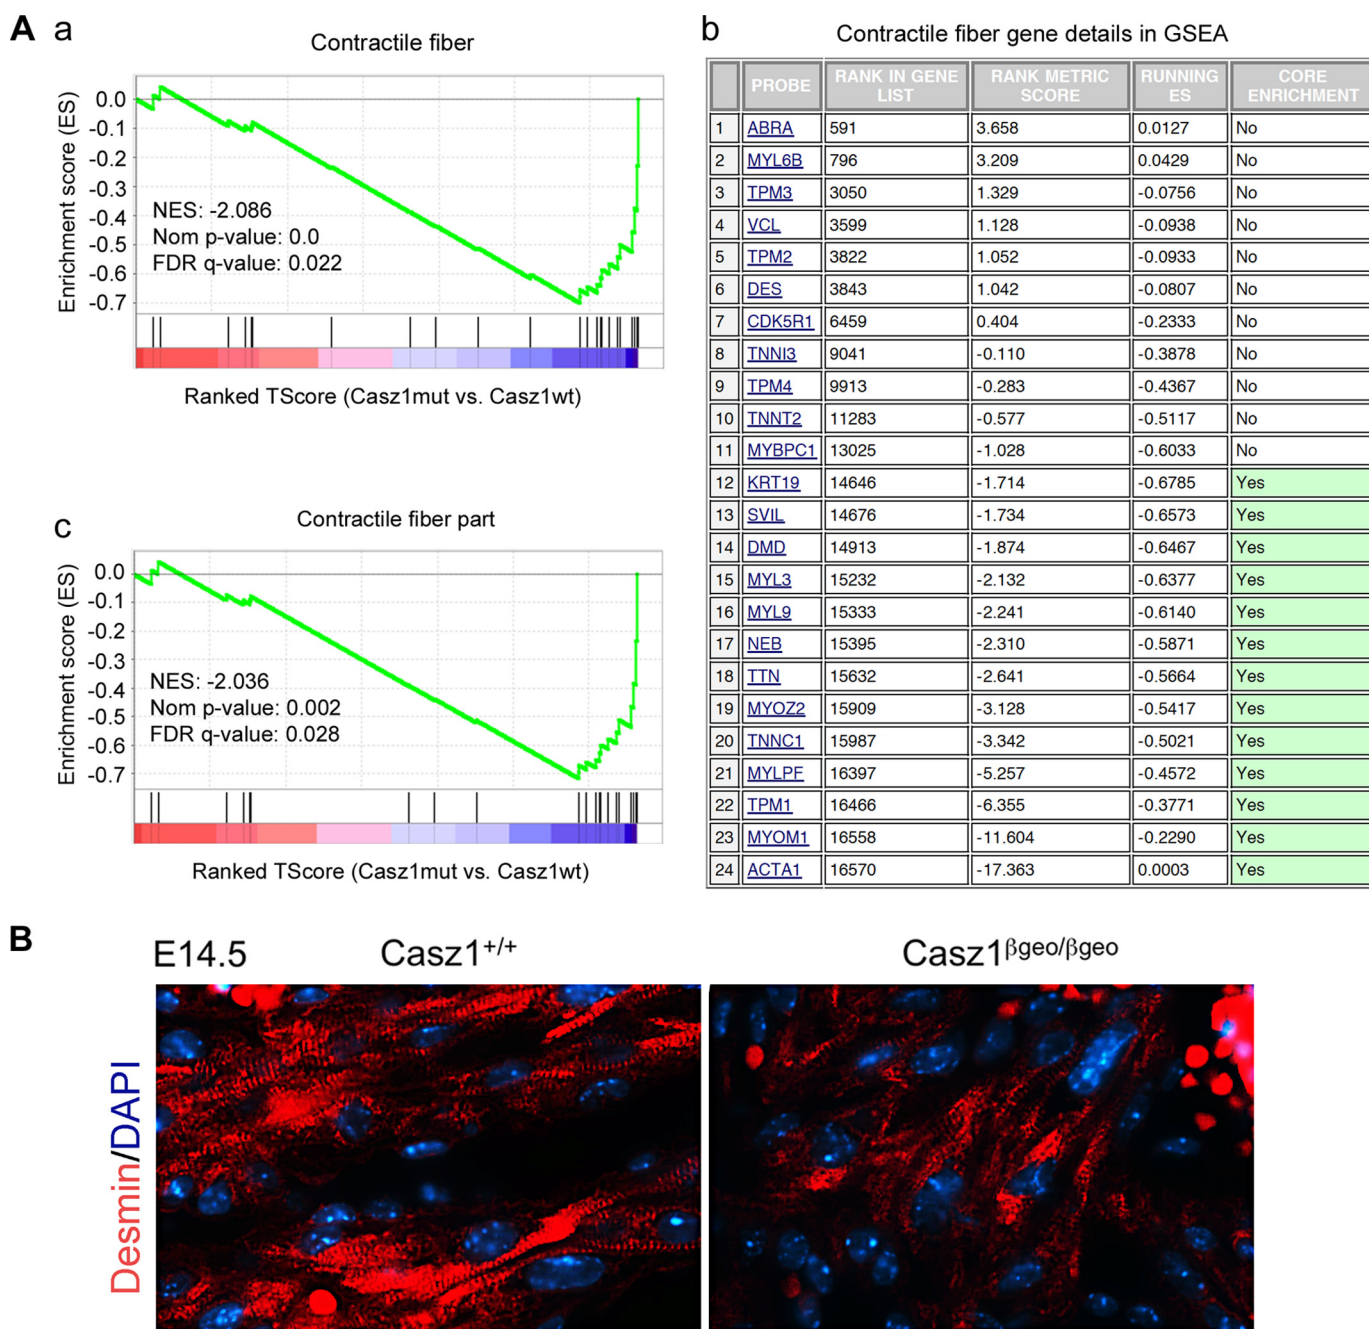 A a
Contractile fiber
Enrichment score (ES)
0.0
-0.1
-0.2
-0.3
-0.4
-0.5
-0.6
-0.7
NES: -2.086
Nom p-value: 0.0
FDR q-value: 0.022
Ranked TScore (Casz1mut vs. Casz1wt)
b
Contractile fiber gene details in GSEA
PROBE RANK IN GENE LIST RANK METRIC SCORE RUNNING ES CORE ENRICHMENT
1 ABRA 591 3.658 0.0127 No
2 MYL6B 796 3.209 0.0429 No
3 TPM3 3050 1.329 -0.0756 No
4 VCL 3599 1.128 -0.0938 No
5 TPM2 3822 1.052 -0.0933 No
6 DES 3843 1.042 -0.0807 No
7 CDK5R1 6459 0.404 -0.2333 No
8 TNNI3 9041 -0.110 -0.3878 No
9 TPM4 9913 -0.283 -0.4367 No
10 TNNT2 11283 -0.577 -0.5117 No
11 MYBPC1 13025 -1.028 -0.6033 No
12 KRT19 14646 -1.714 -0.6785 Yes
13 SVIL 14676 -1.734 -0.6573 Yes
14 DMD 14913 -1.874 -0.6467 Yes
15 MYL3 15232 -2.132 -0.6377 Yes
16 MYL9 15333 -2.241 -0.6140 Yes
17 NEB 15395 -2.310 -0.5871 Yes
18 TTN 15632 -2.641 -0.5664 Yes
19 MYOZ2 15909 -3.128 -0.5417 Yes
20 TNNC1 15987 -3.342 -0.5021 Yes
21 MYLPF 16397 -5.257 -0.4572 Yes
22 TPM1 16466 -6.355 -0.3771 Yes
23 MYOM1 16558 -11.604 -0.2290 Yes
24 ACTA1 16570 -17.363 0.0003 Yes
c
Contractile fiber part
Enrichment score (ES)
0.0
-0.1
-0.2
-0.3
-0.4
-0.5
-0.6
-0.7
NES: -2.036
Nom p-value: 0.002
FDR q-value: 0.028
Ranked TScore (Casz1mut vs. Casz1wt)
B
E14.5 Casz1+/+ Casz1βgeo/βgeo
Desmin/DAPI